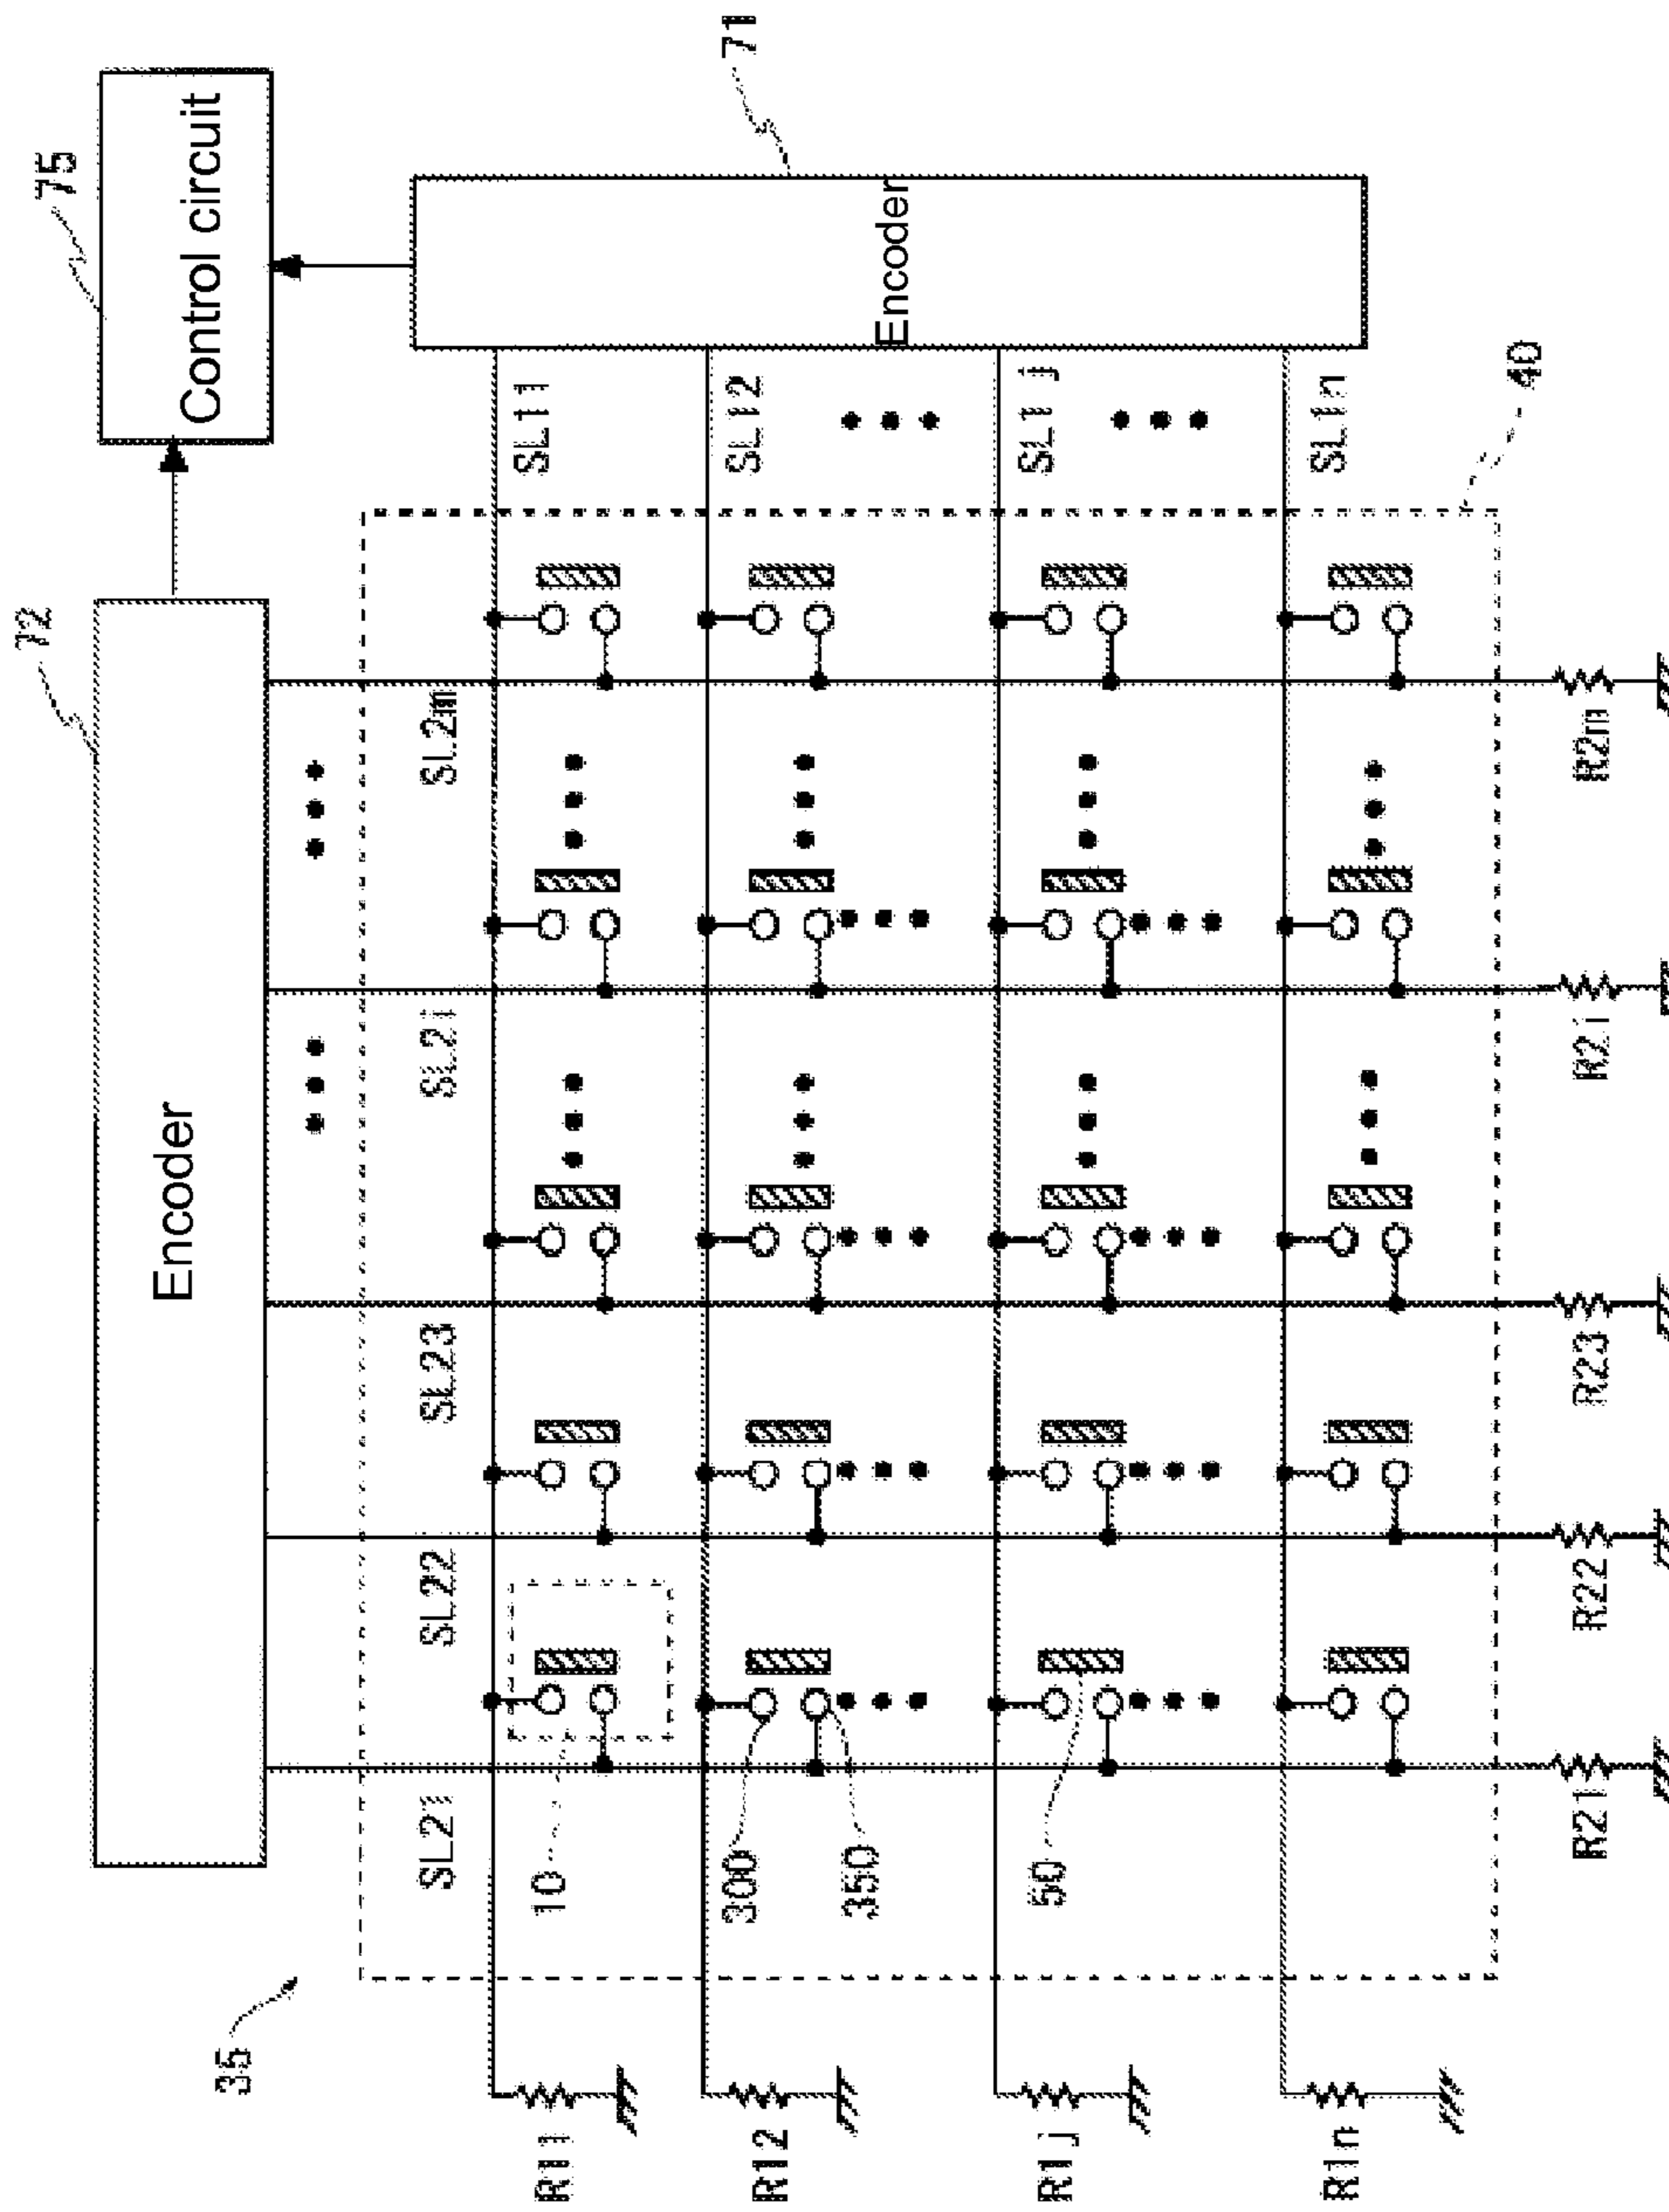 72
75
Encoder
Control circuit
35
SL21
SL22
SL23
SL2i
SL2m
R11
10
SL11
R12
300
SL12
71
350
Encoder
R1j
50
SL1j
R1n
SL1n
40
R21
R22
R23
R2i
R2m